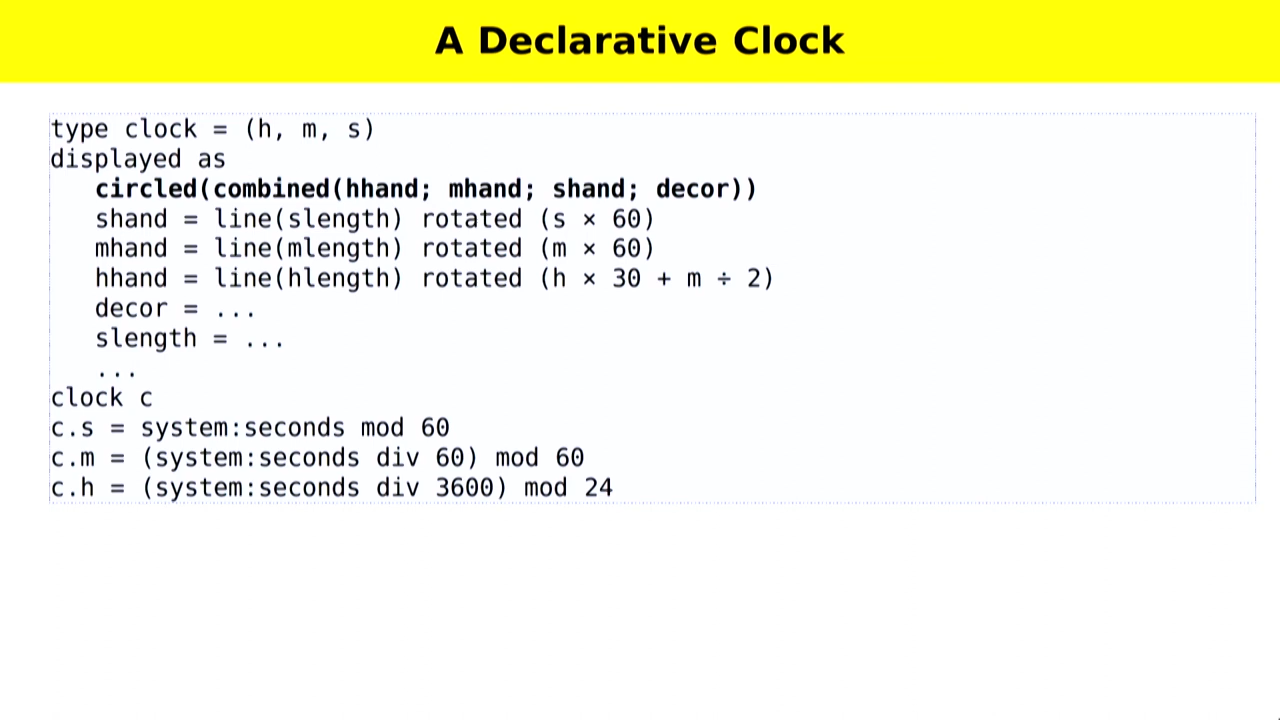 A Declarative Clock
type clock = (h, m, s)
displayed as
circled(combined(hhand; mhand; shand; decor))
shand = line(slength) rotated (s × 60)
mhand = line(mlength) rotated (m × 60)
hhand = line(hlength) rotated (h × 30 + m ÷ 2)
decor = ...
slength = ...
...
clock c
c.s = system:seconds mod 60
c.m = (system:seconds div 60) mod 60
c.h = (system:seconds div 3600) mod 24